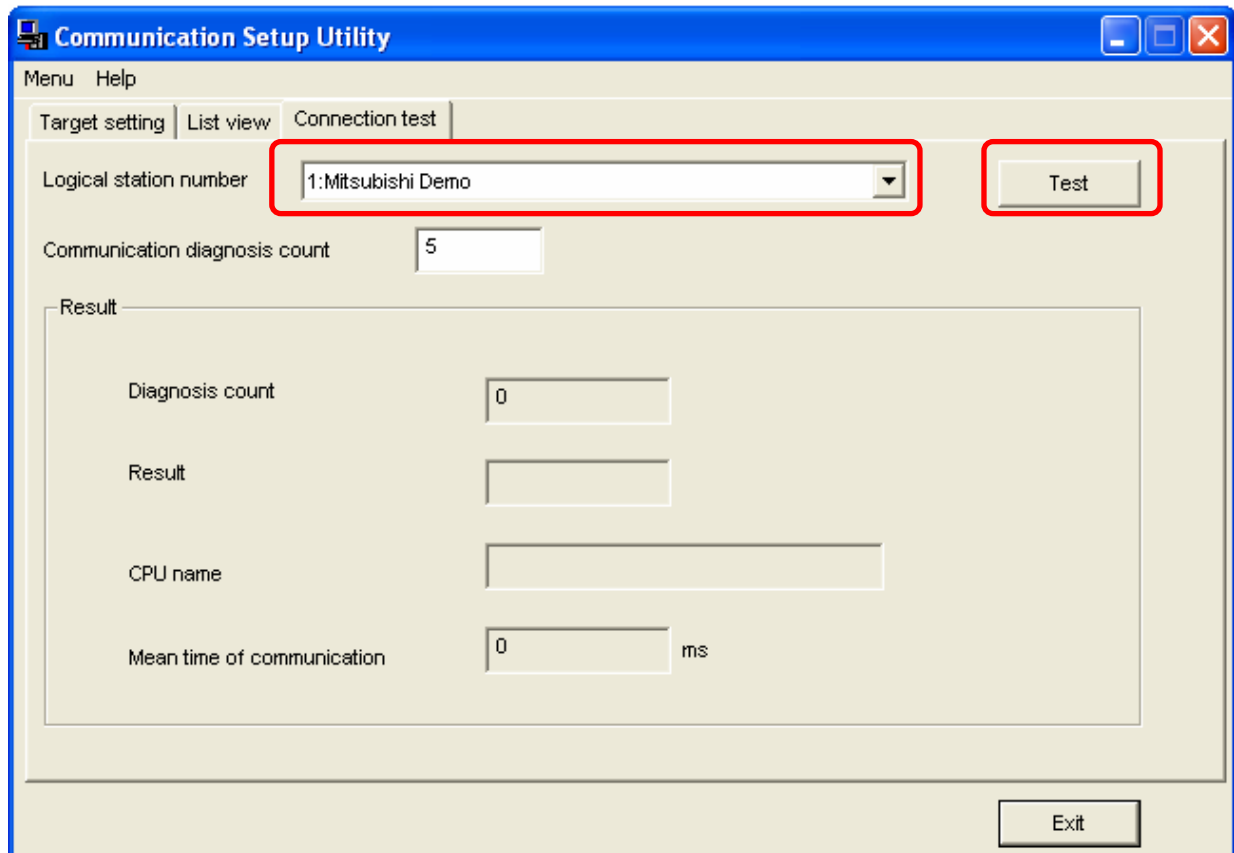 Communication Setup Utility
Menu Help
Target setting List view Connection test
Logical station number 1:Mitsubishi Demo Test
Communication diagnosis count 5
Result
Diagnosis count 0
Result
CPU name
Mean time of communication 0 ms
Exit